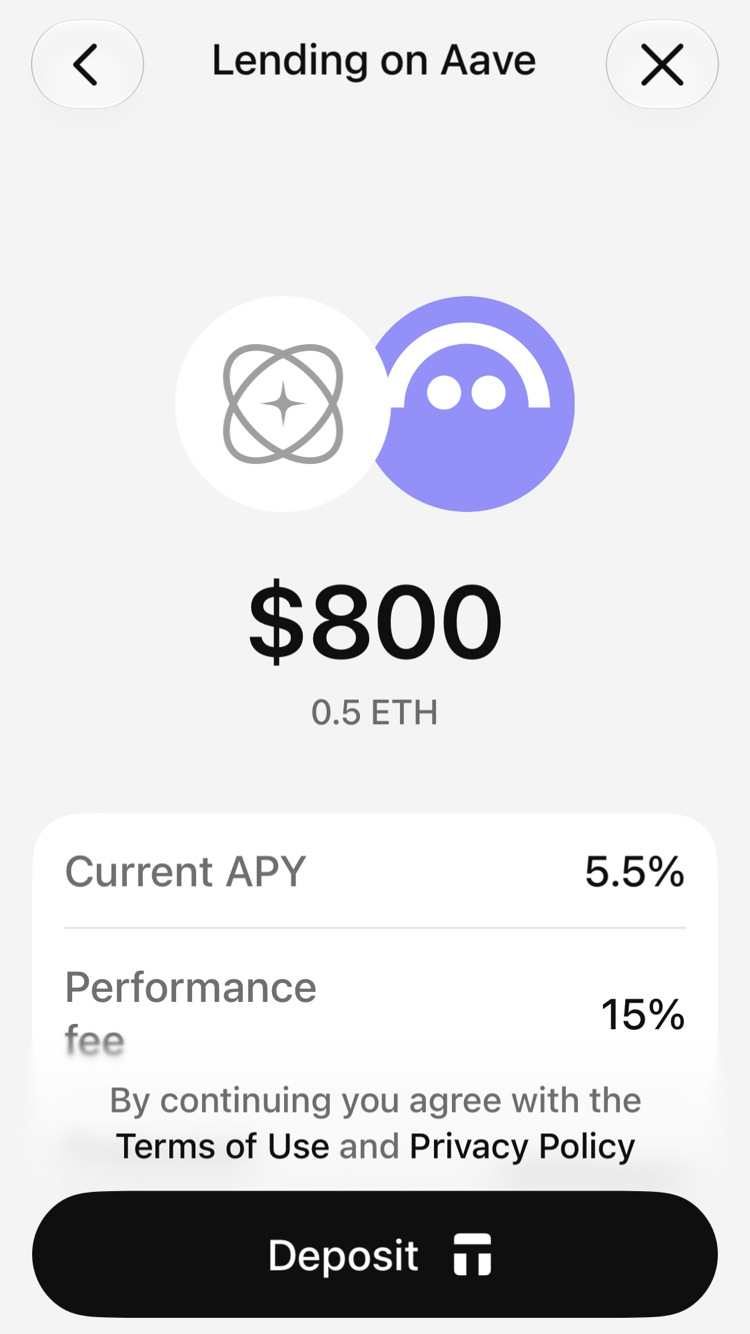 Lending on Aave
$800
0.5 ETH
Current APY 5.5%
Performance
fee
15%
By continuing you agree with the
Terms of Use and Privacy Policy
Deposit